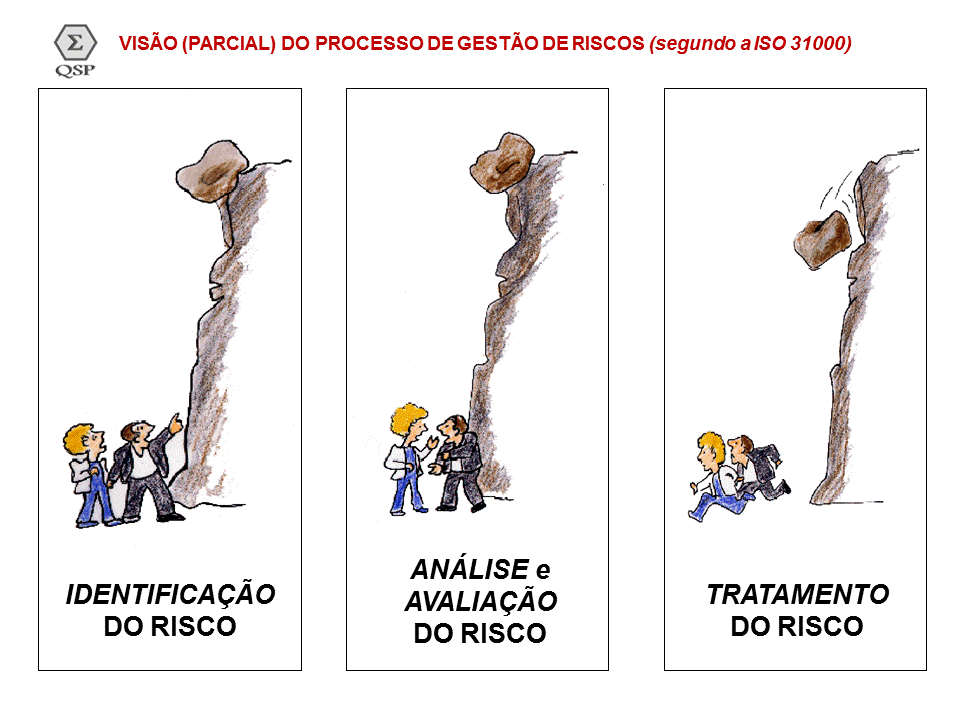 Σ
QSP
VISÃO (PARCIAL) DO PROCESSO DE GESTÃO DE RISCOS (segundo a ISO 31000)
IDENTIFICAÇÃO
DO RISCO
ANÁLISE e
AVALIAÇÃO
DO RISCO
TRATAMENTO
DO RISCO